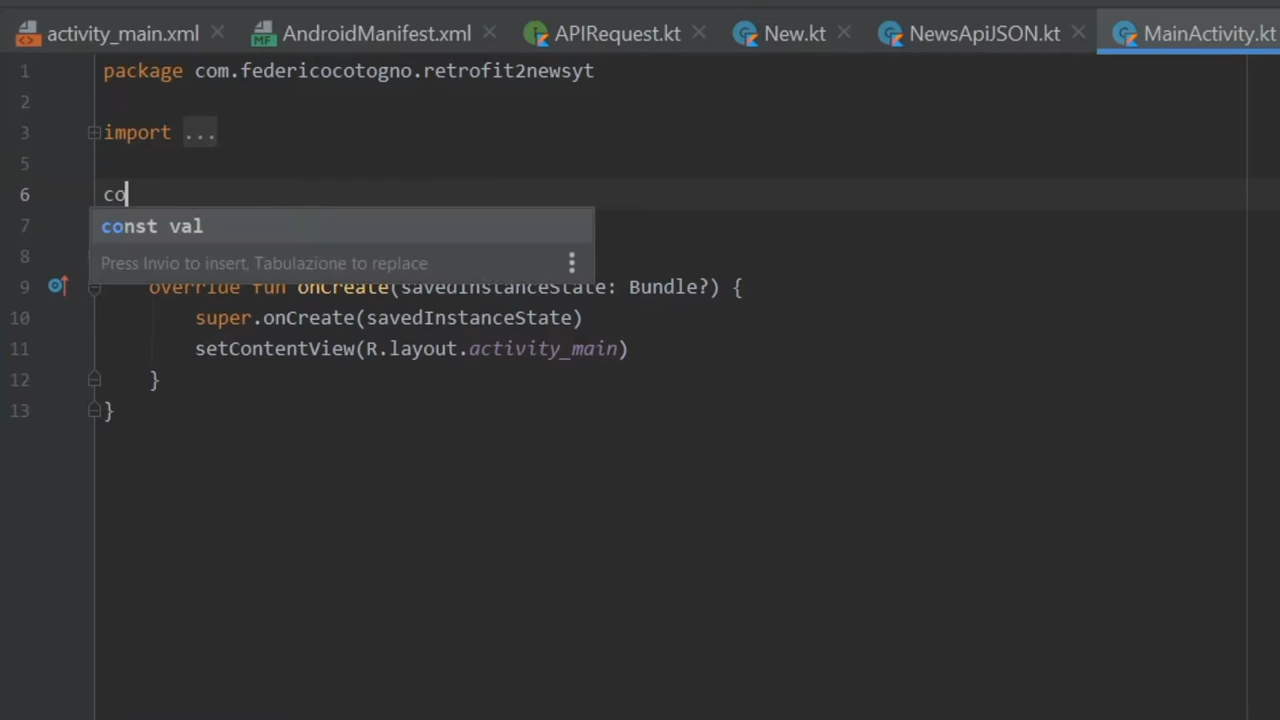 activity_main.xml AndroidManifest.xml APIRequest.kt New.kt NewsApiJSON.kt MainActivity.kt
1 package com.federicocotogno.retrofit2newsyt
2
3 import ...
5
6 co
7 const val
8 Press Invio to insert, Tabulazione to replace
9 override fun onCreate(savedInstanceState: Bundle?) {
10 super.onCreate(savedInstanceState)
11 setContentView(R.layout.activity_main)
12 }
13 }